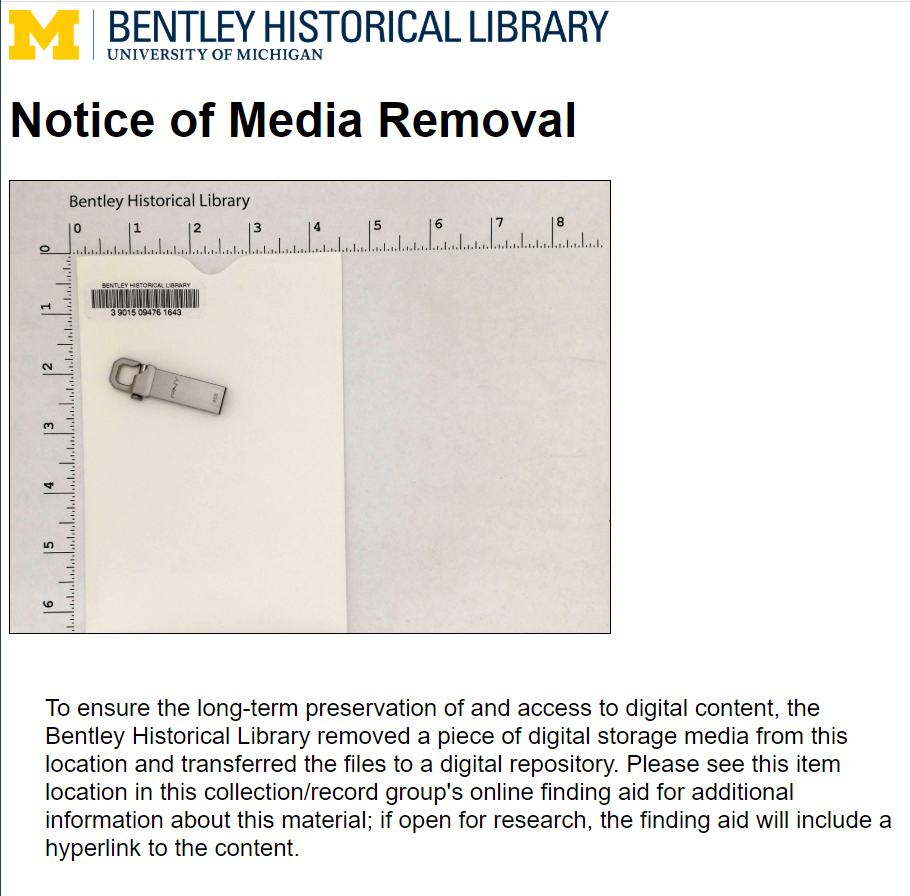 M
BENTLEY HISTORICAL LIBRARY
UNIVERSITY OF MICHIGAN
Notice of Media Removal
Bentley Historical Library
0 1 2 3 4 5 6 7 8
0
BENTLEY HISTORICAL LIBRARY
1
3 9015 09476 1643
2
PNY
3
4
5
6
To ensure the long-term preservation of and access to digital content, the
Bentley Historical Library removed a piece of digital storage media from this
location and transferred the files to a digital repository. Please see this item
location in this collection/record group's online finding aid for additional
information about this material; if open for research, the finding aid will include a
hyperlink to the content.